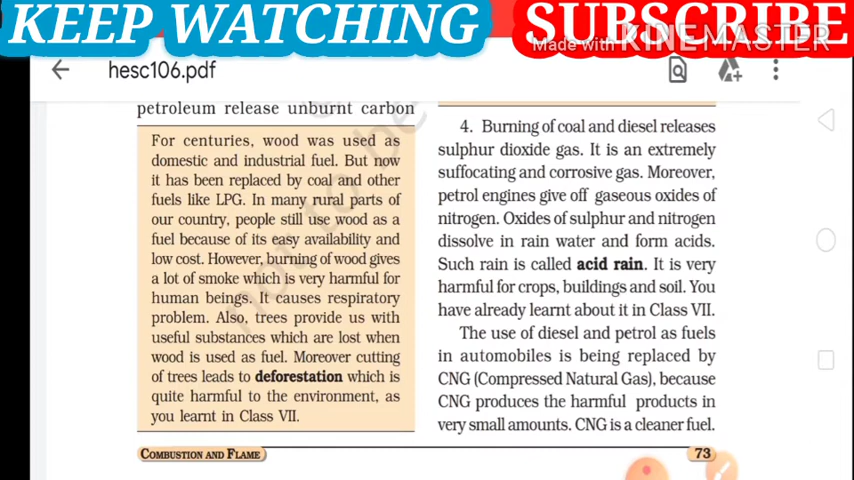 KEEP WATCHING
SUBSCRIBE
Made with KINEMASTER
hesc106.pdf
petroleum release unburnt carbon
For centuries, wood was used as
domestic and industrial fuel. But now
it has been replaced by coal and other
fuels like LPG. In many rural parts of
our country, people still use wood as a
fuel because of its easy availability and
low cost. However, burning of wood gives
a lot of smoke which is very harmful for
human beings. It causes respiratory
problem. Also, trees provide us with
useful substances which are lost when
wood is used as fuel. Moreover cutting
of trees leads to deforestation which is
quite harmful to the environment, as
you learnt in Class VII.
4. Burning of coal and diesel releases
sulphur dioxide gas. It is an extremely
suffocating and corrosive gas. Moreover,
petrol engines give off gaseous oxides of
nitrogen. Oxides of sulphur and nitrogen
dissolve in rain water and form acids.
Such rain is called acid rain. It is very
harmful for crops, buildings and soil. You
have already learnt about it in Class VII.
The use of diesel and petrol as fuels
in automobiles is being replaced by
CNG (Compressed Natural Gas), because
CNG produces the harmful products in
very small amounts. CNG is a cleaner fuel.
COMBUSTION AND FLAME
73
not to be